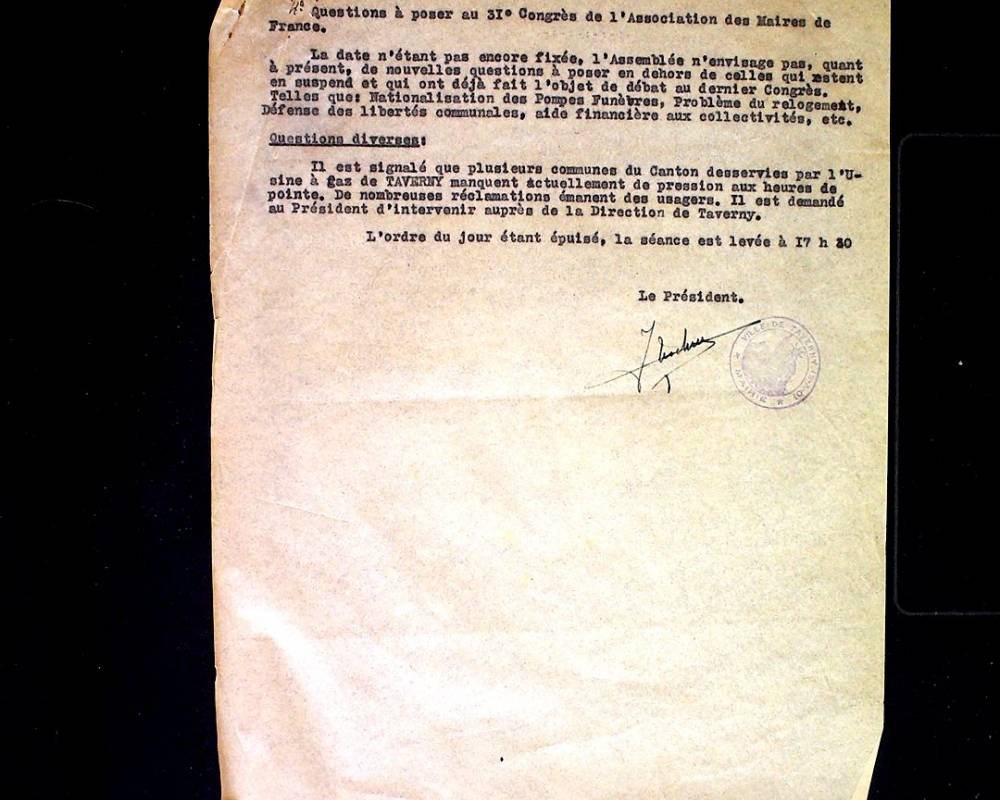 Questions à poser au 31º Congrès de l'Association des Maires de
France.
La date n'étant pas encore fixée, l'Assemblée n'envisage pas, quant
à présent, de nouvelles questions à poser en dehors de celles qui restent
en suspend et qui ont déjà fait l'objet de débat au dernier Congrès.
Telles que: Nationalisation des Pompes Funèbres, Problème du relogement,
Défense des libertés communales, aide financière aux collectivités, etc.
Questions diverses:
Il est signalé que plusieurs communes du Canton desservies par l'U-
sine à gaz de TAVERNY manquent actuellement de pression aux heures de
pointe. De nombreuses réclamations émanent des usagers. Il est demandé
au Président d'intervenir auprès de la Direction de Taverny.
L'ordre du jour étant épuisé, la séance est levée à 17 h 30
Le Président.
VILLE DE TAVERNY
MAIRIE